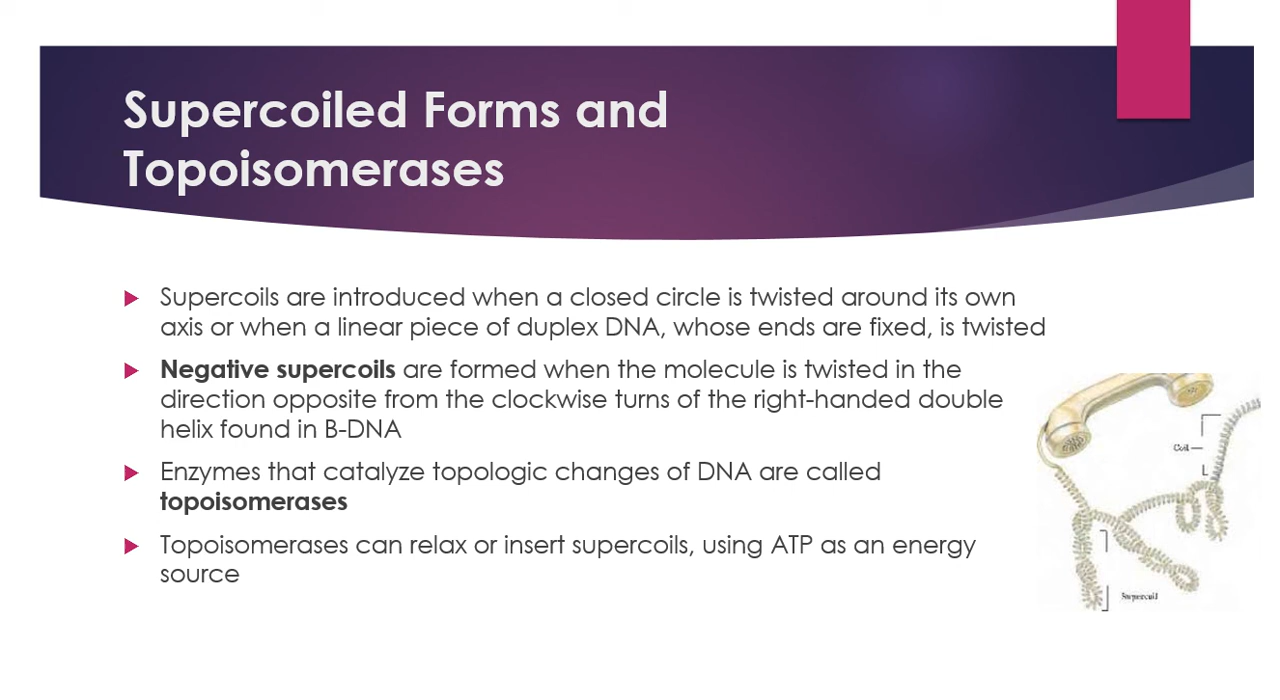 Supercoiled Forms and
Topoisomerases
Supercoils are introduced when a closed circle is twisted around its own
axis or when a linear piece of duplex DNA, whose ends are fixed, is twisted
Negative supercoils are formed when the molecule is twisted in the
direction opposite from the clockwise turns of the right-handed double
helix found in B-DNA
Enzymes that catalyze topologic changes of DNA are called
topoisomerases
Topoisomerases can relax or insert supercoils, using ATP as an energy
source
Coil
Supercoil